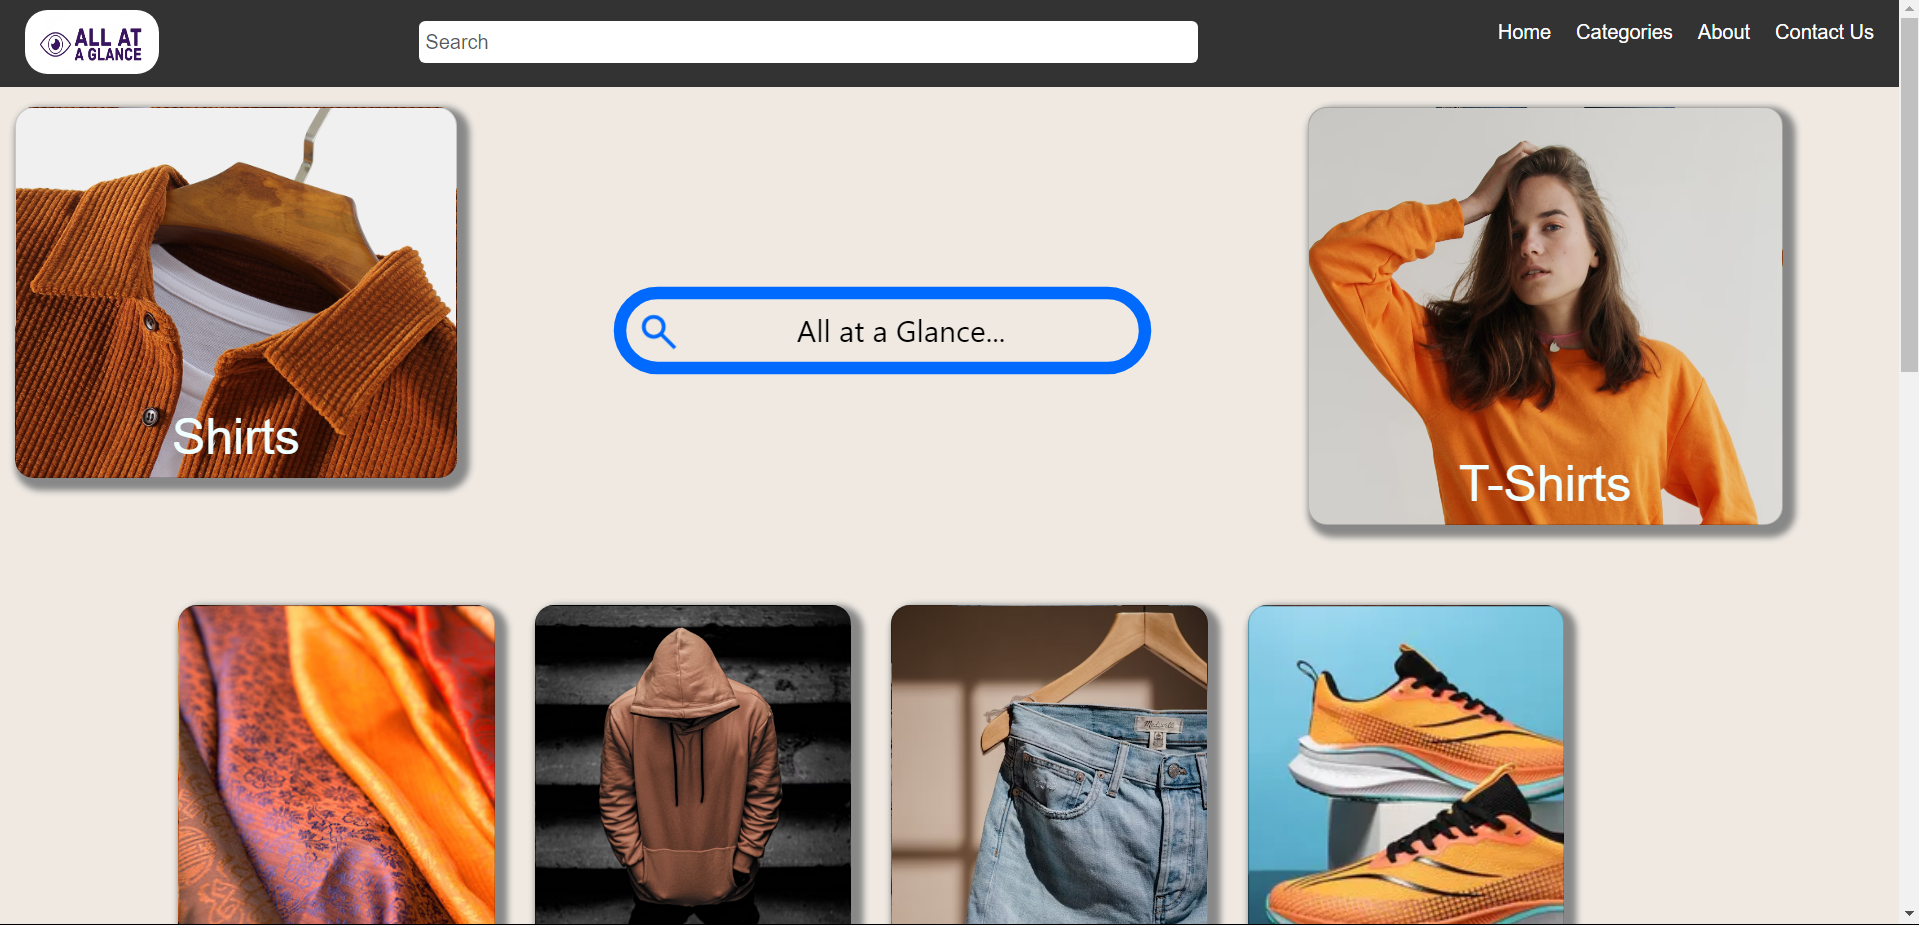 ALL AT
A GLANCE
Search
Home
Categories
About
Contact Us
All at a Glance...
Shirts
T-Shirts